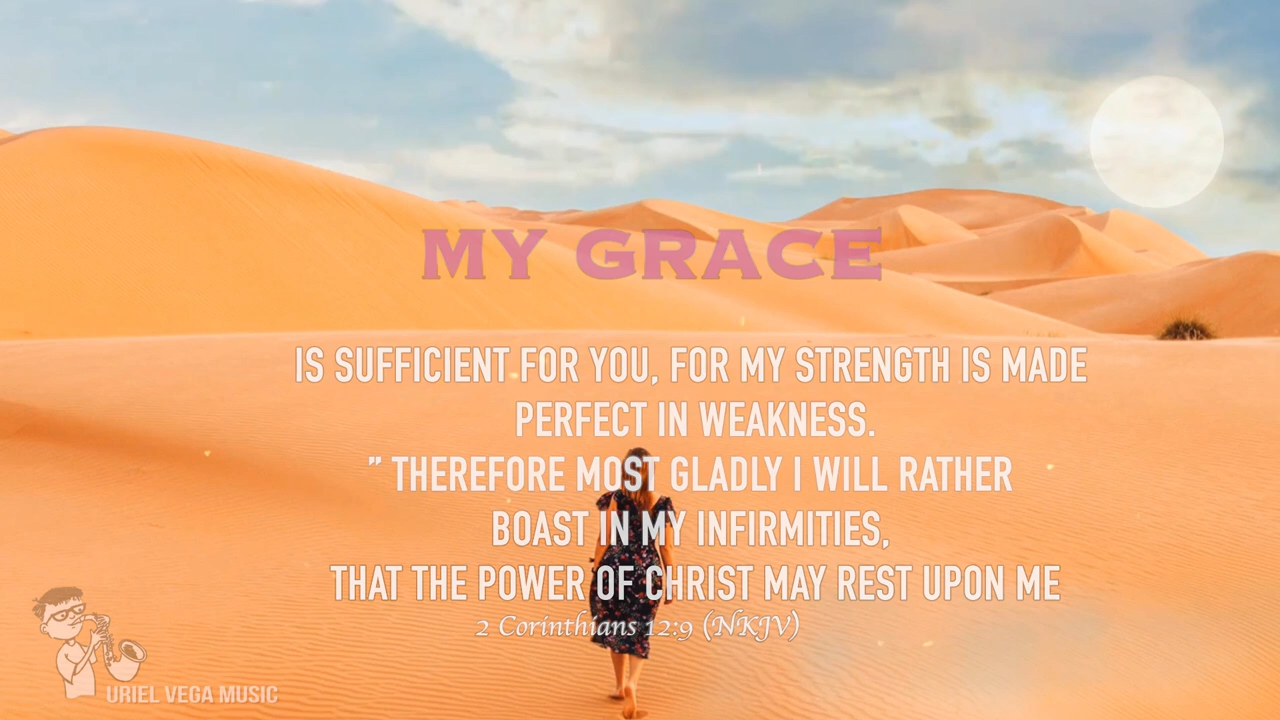 MY GRACE
IS SUFFICIENT FOR YOU, FOR MY STRENGTH IS MADE
PERFECT IN WEAKNESS.
” THEREFORE MOST GLADLY I WILL RATHER
BOAST IN MY INFIRMITIES,
THAT THE POWER OF CHRIST MAY REST UPON ME
2 Corinthians 12:9 (NKJV)
URIEL VEGA MUSIC